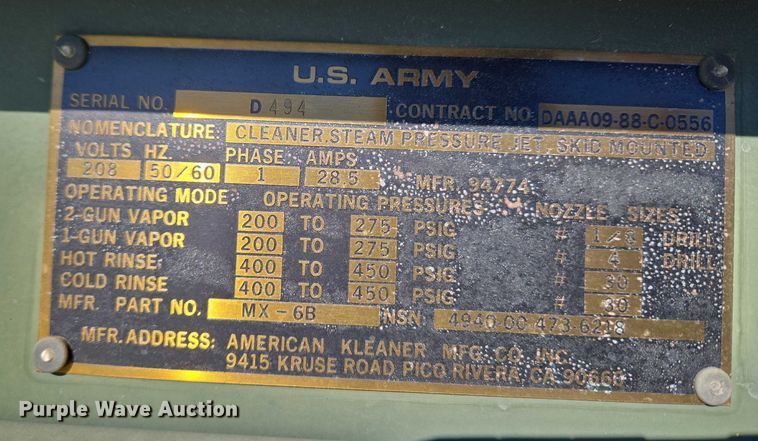 U.S. ARMY
SERIAL NO. D 494 CONTRACT NO. DAAA09-88-C-0556
NOMENCLATURE: CLEANER, STEAM PRESSURE JET, SKID MOUNTED
VOLTS HZ. PHASE AMPS
208 50/60 1 28.5 MFR. 94774
OPERATING MODE OPERATING PRESSURES NOZZLE SIZES
2-GUN VAPOR 200 TO 275 PSIG # DRILL
1-GUN VAPOR 200 TO 275 PSIG # 4 DRILL
HOT RINSE: 400 TO 450 PSIG # 30 "
COLD RINSE 400 TO 450 PSIG # 30 "
MFR. PART NO. MX-6B NSN: 4940-00-473-6218
MFR. ADDRESS: AMERICAN KLEANER MFG. CO. INC.
9415 KRUSE ROAD PICO RIVERA CA 90660
Purple Wave Auction